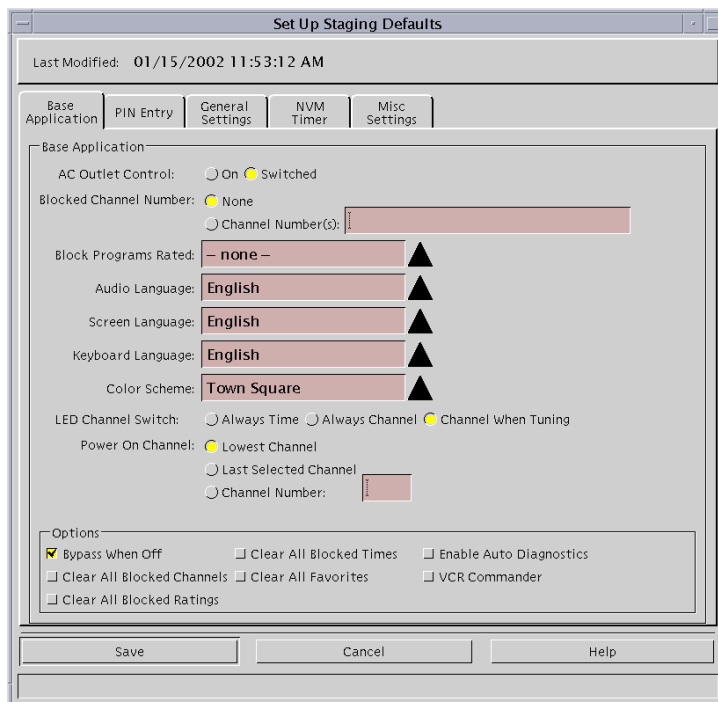 Set Up Staging Defaults
Last Modified: 01/15/2002 11:53:12 AM
Base Application PIN Entry General Settings NVM Timer Misc Settings
Base Application
AC Outlet Control: On Switched
Blocked Channel Number: None
Channel Number(s):
Block Programs Rated: – none –
Audio Language: English
Screen Language: English
Keyboard Language: English
Color Scheme: Town Square
LED Channel Switch: Always Time Always Channel Channel When Tuning
Power On Channel: Lowest Channel
Last Selected Channel
Channel Number:
Options
Bypass When Off Clear All Blocked Times Enable Auto Diagnostics
Clear All Blocked Channels Clear All Favorites VCR Commander
Clear All Blocked Ratings
Save Cancel Help